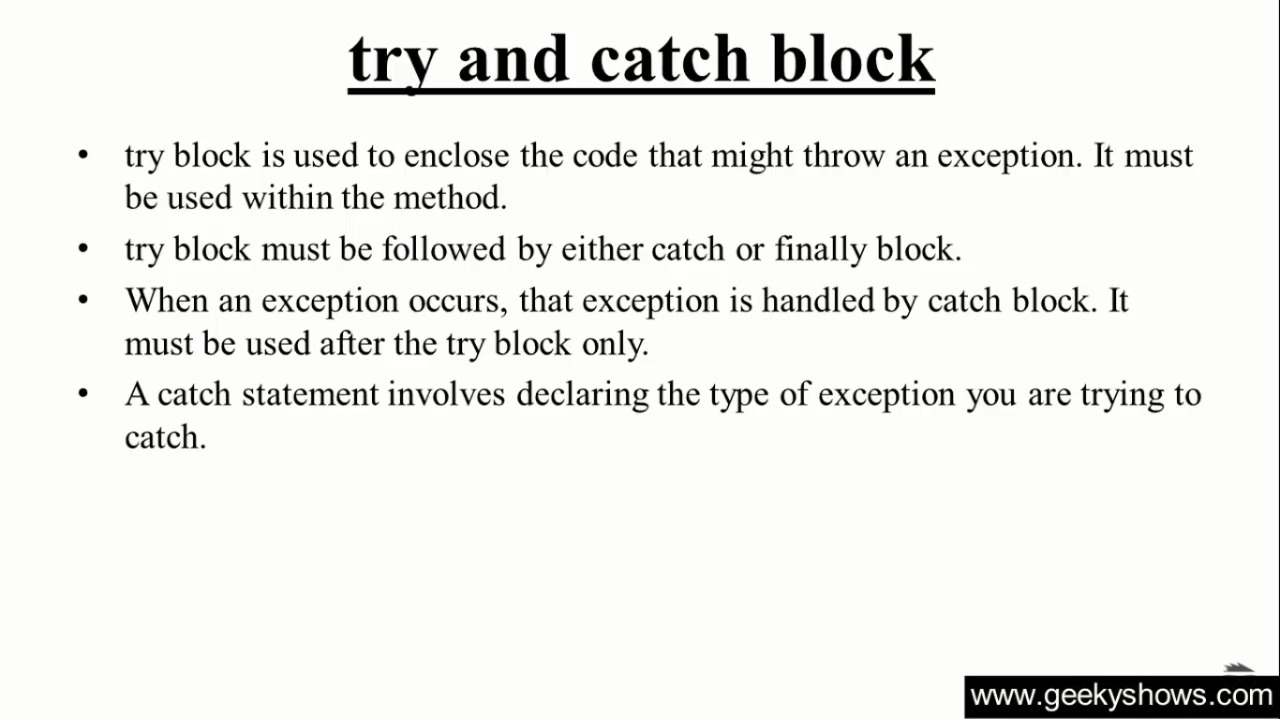 try and catch block
• try block is used to enclose the code that might throw an exception. It must
be used within the method.
• try block must be followed by either catch or finally block.
• When an exception occurs, that exception is handled by catch block. It
must be used after the try block only.
• A catch statement involves declaring the type of exception you are trying to
catch.
www.geekyshows.com